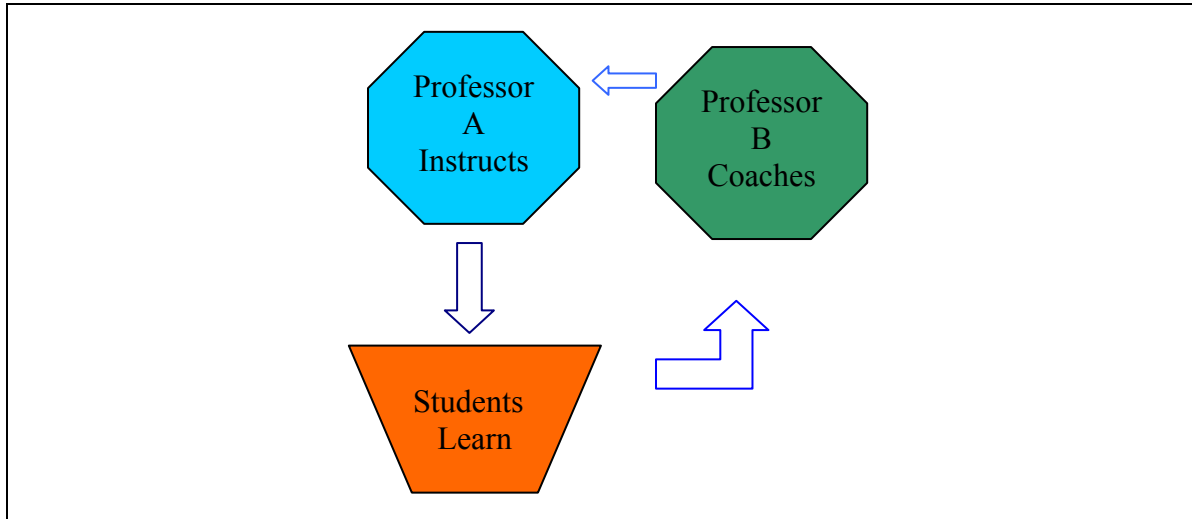 Professor
A
Instructs
Professor
B
Coaches
Students
Learn